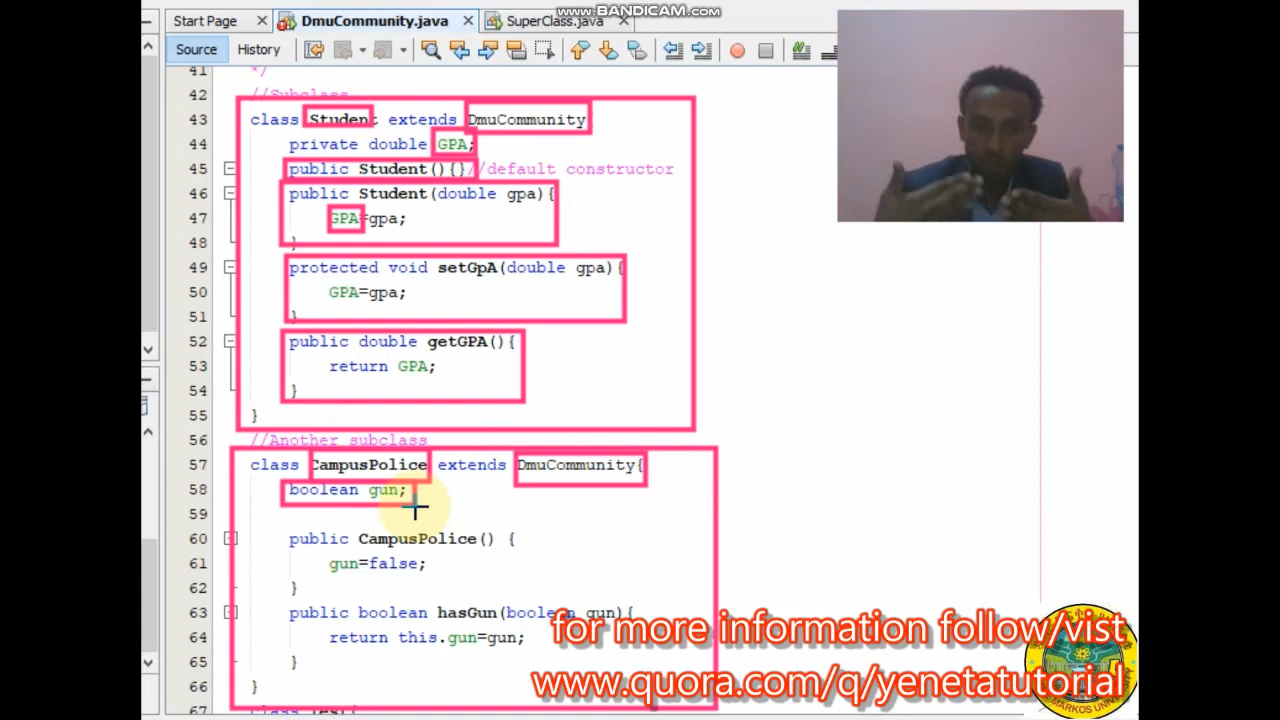 www.BANDICAM.com
Start Page DmuCommunity.java SuperClass.java
Source History
41 */
42 //Subclass
43 class Student extends DmuCommunity
44 private double GPA;
45 public Student(){}//default constructor
46 public Student(double gpa){
47 GPA=gpa;
48 }
49 protected void setGpA(double gpa){
50 GPA=gpa;
51 }
52 public double getGPA(){
53 return GPA;
54 }
55 }
56 //Another subclass
57 class CampusPolice extends DmuCommunity{
58 boolean gun;
59
60 public CampusPolice() {
61 gun=false;
62 }
63 public boolean hasGun(boolean gun){
64 return this.gun=gun;
65 }
66 }
67
for more information follow/vist
www.quora.com/q/yenetatutorial